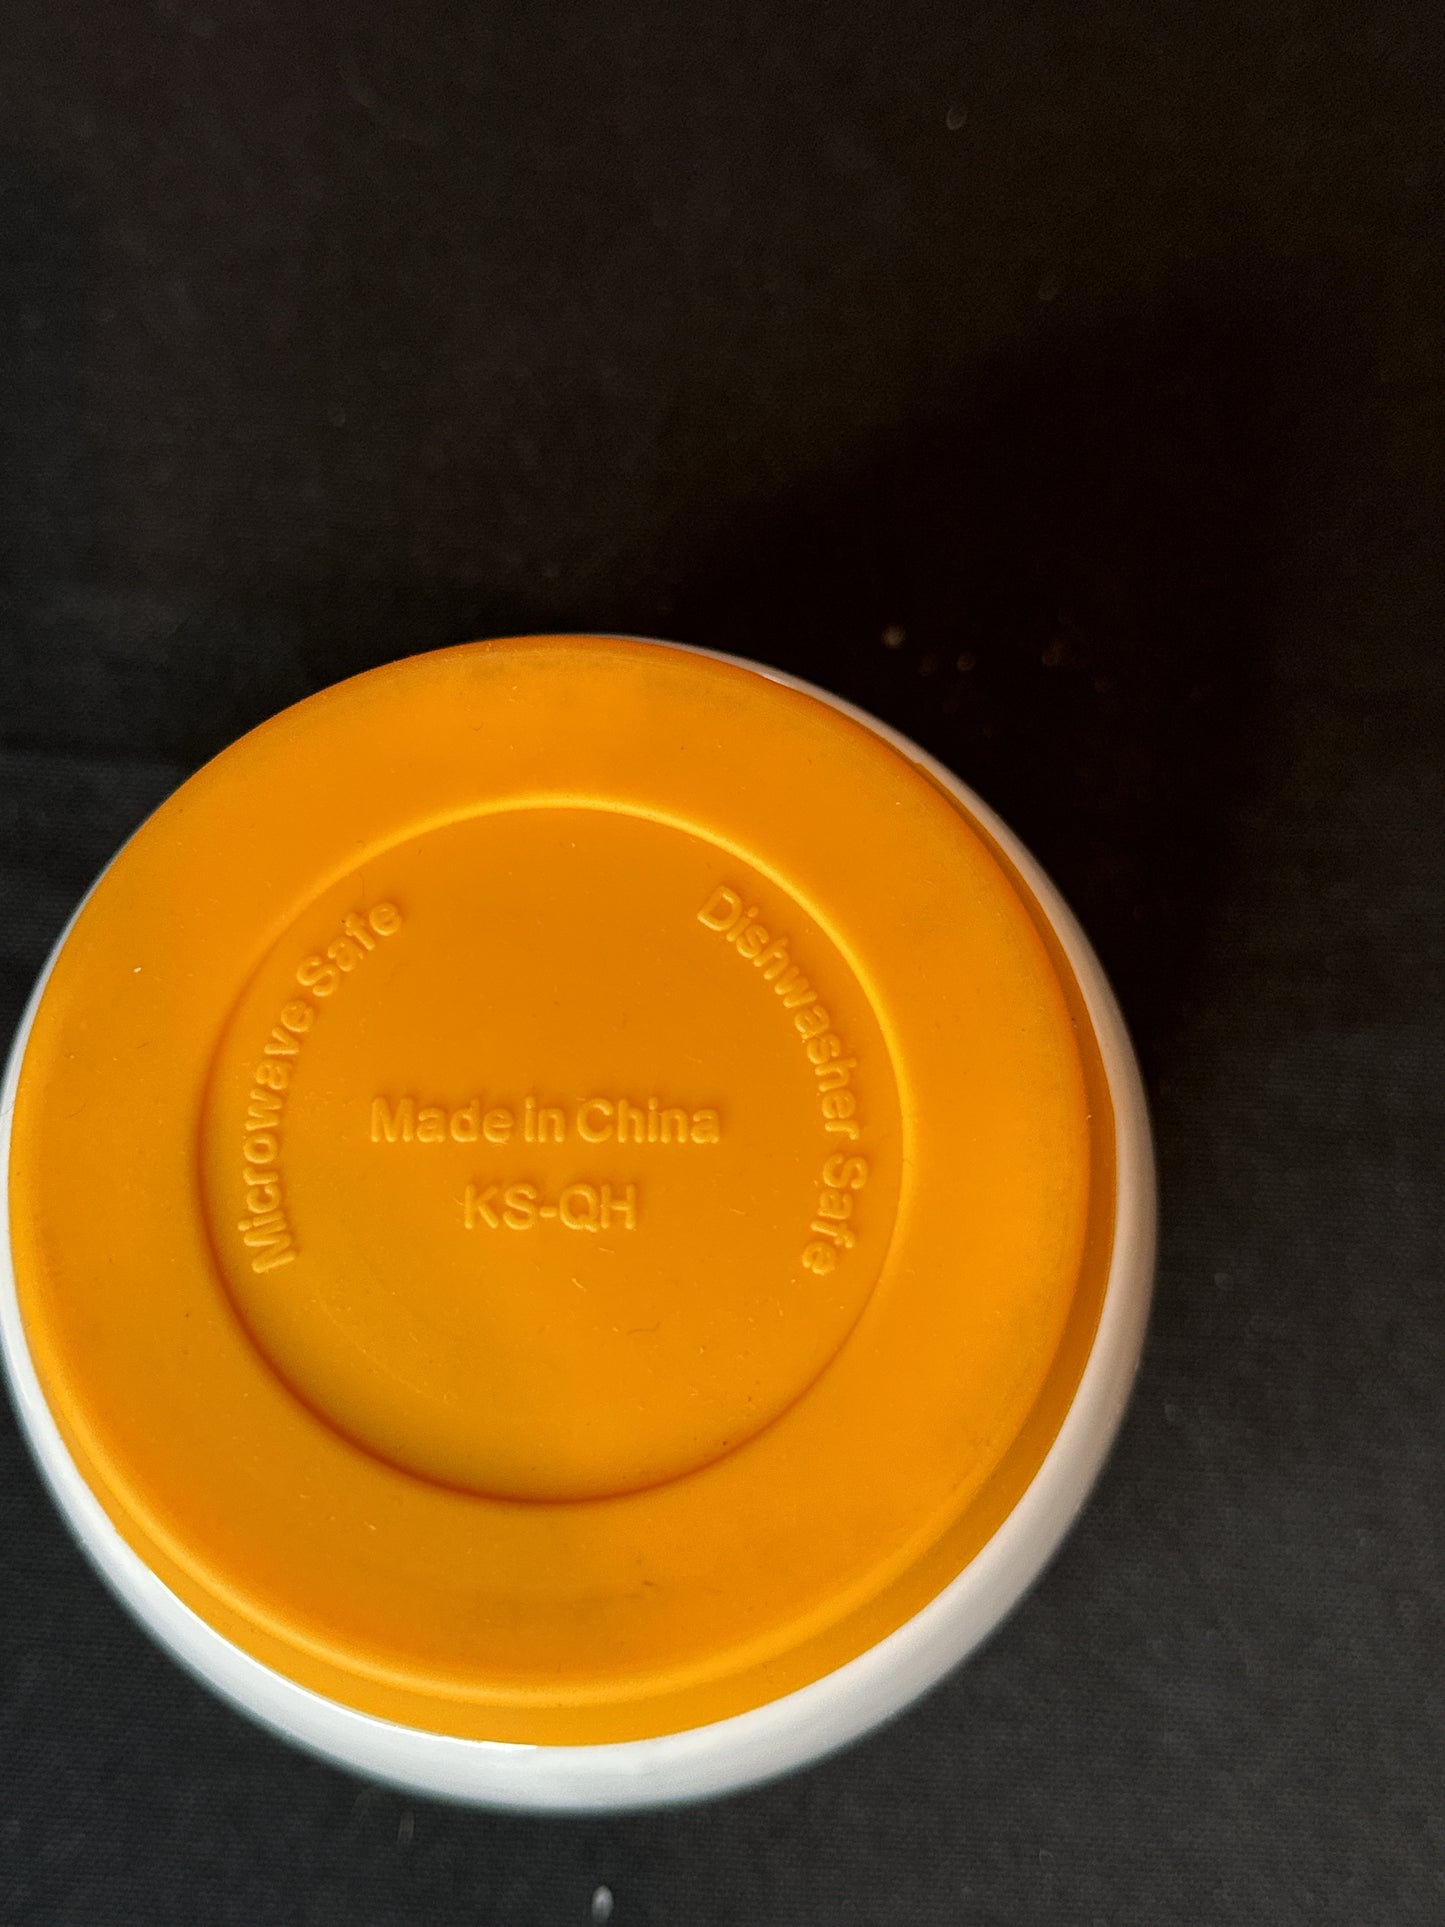 Microwave Safe
Dishwasher Safe
Made in China
KS-QH